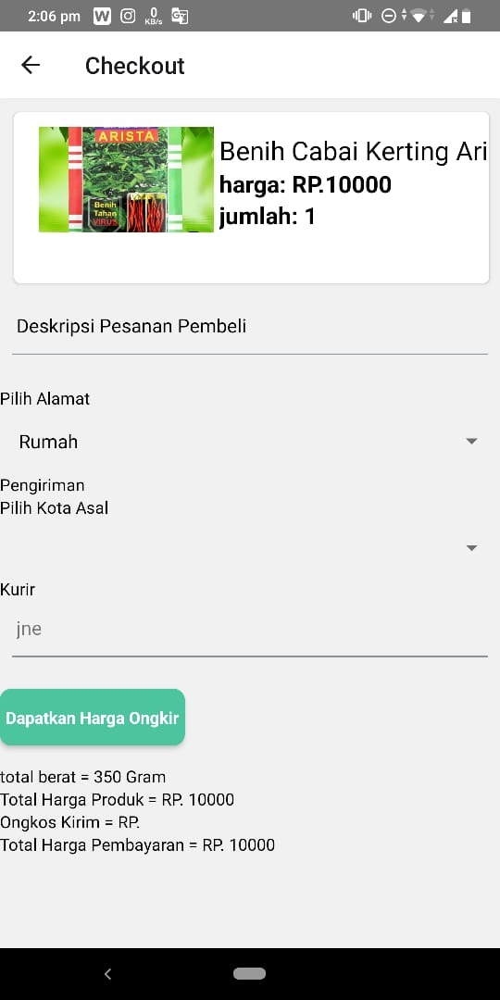 2:06 pm W 0 KB/s
Checkout
ARISTA
Benih
Tahan
VIRUS
Benih Cabai Kerting Ari
harga: RP.10000
jumlah: 1
Deskripsi Pesanan Pembeli
Pilih Alamat
Rumah
Pengiriman
Pilih Kota Asal
Kurir
jne
Dapatkan Harga Ongkir
total berat = 350 Gram
Total Harga Produk = RP. 10000
Ongkos Kirim = RP.
Total Harga Pembayaran = RP. 10000